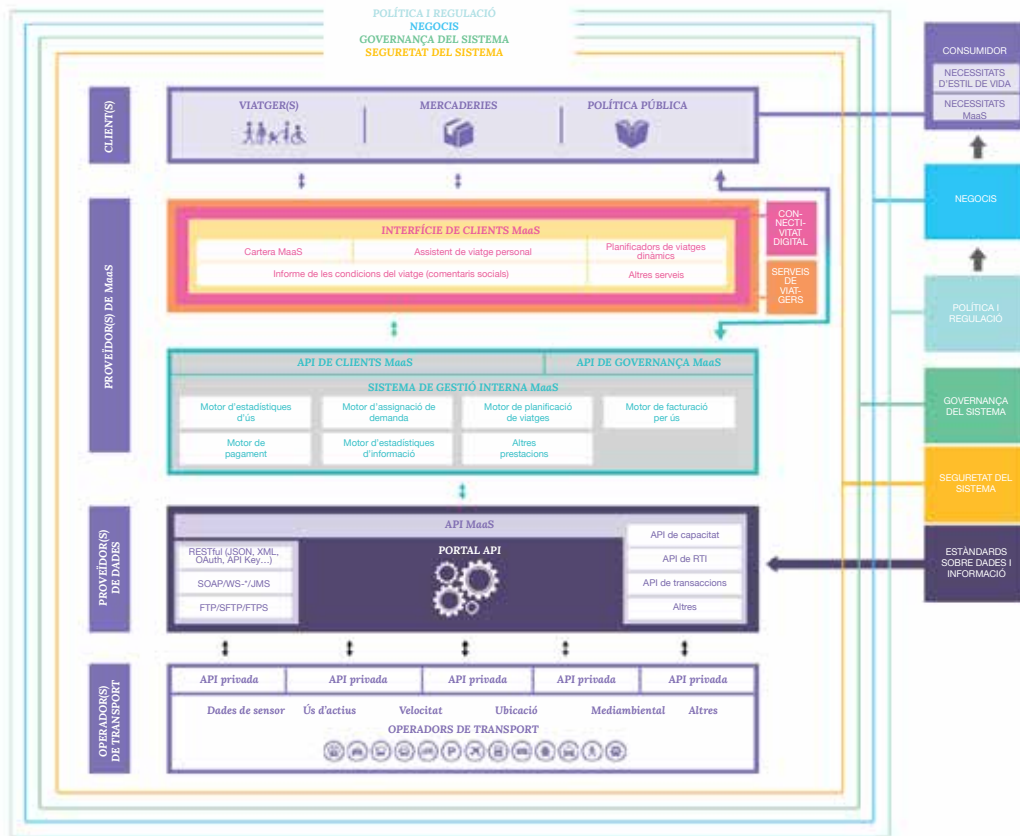 POLÍTICA I REGULACIÓ
NEGOCIS
GOVERNANÇA DEL SISTEMA
SEGURETAT DEL SISTEMA
CLIENT(S)
VIATGER(S)
MERCADERIES
POLÍTICA PÚBLICA
CONSUMIDOR
NECESSITATS
D'ESTIL DE VIDA
NECESSITATS
MaaS
NEGOCIS
POLÍTICA I
REGULACIÓ
GOVERNANÇA
DEL SISTEMA
SEGURETAT DEL
SISTEMA
ESTÀNDARDS
SOBRE DADES I
INFORMACIÓ
PROVEÏDOR(S) DE MaaS
INTERFÍCIE DE CLIENTS MaaS
Cartera MaaS
Assistent de viatge personal
Planificadors de viatges
dinàmics
Informe de les condicions del viatge (comentaris socials)
Altres serveis
CON-
NECTI-
VITAT
DIGITAL
SERVEIS
DE
VIAT-
GERS
API DE CLIENTS MaaS
API DE GOVERNANÇA MaaS
SISTEMA DE GESTIÓ INTERNA MaaS
Motor d'estadístiques
d'ús
Motor d'assignació de
demanda
Motor de planificació
de viatges
Motor de facturació
per ús
Motor de
pagament
Motor d'estadístiques
d'informació
Altres
prestacions
PROVEÏDOR(S)
DE DADES
API MaaS
PORTAL API
RESTful (JSON, XML,
OAuth, API Key...)
SOAP/WS-*/JMS
FTP/SFTP/FTPS
API de capacitat
API de RTI
API de transaccions
Altres
OPERADOR(S)
DE TRANSPORT
API privada
API privada
API privada
API privada
API privada
Dades de sensor
Ús d'actius
Velocitat
Ubicació
Mediambiental
Altres
OPERADORS DE TRANSPORT
P